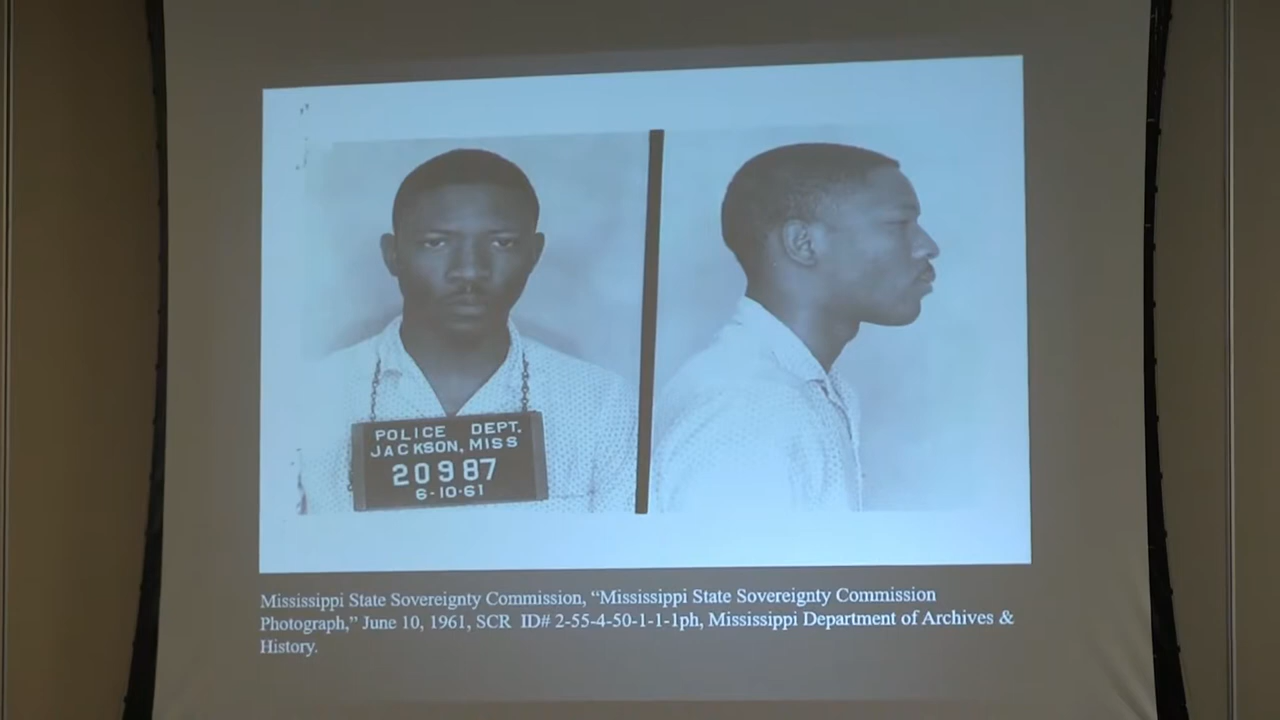 POLICE DEPT.
JACKSON, MISS
20987
6-10-61
Mississippi State Sovereignty Commission, “Mississippi State Sovereignty Commission
Photograph,” June 10, 1961, SCR ID# 2-55-4-50-1-1-1ph, Mississippi Department of Archives &
History.